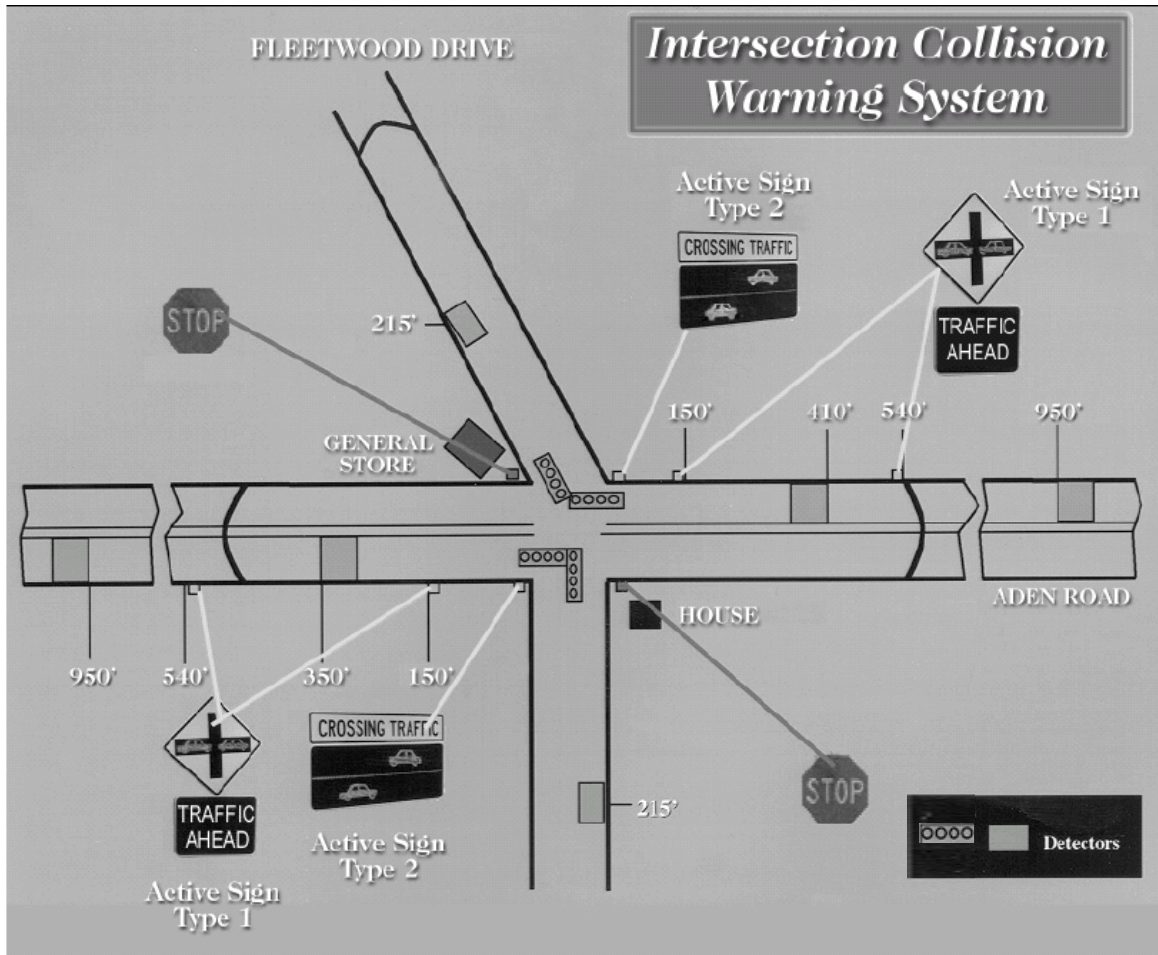 FLEETWOOD DRIVE
Intersection Collision
Warning System
Active Sign
Type 2
Active Sign
Type 1
CROSSING TRAFFIC
STOP
215'
TRAFFIC
AHEAD
150'
410'
540'
950'
GENERAL
STORE
ADEN ROAD
HOUSE
950'
540'
350'
150'
CROSSING TRAFFIC
TRAFFIC
AHEAD
STOP
215'
Active Sign
Type 2
Detectors
Active Sign
Type 1